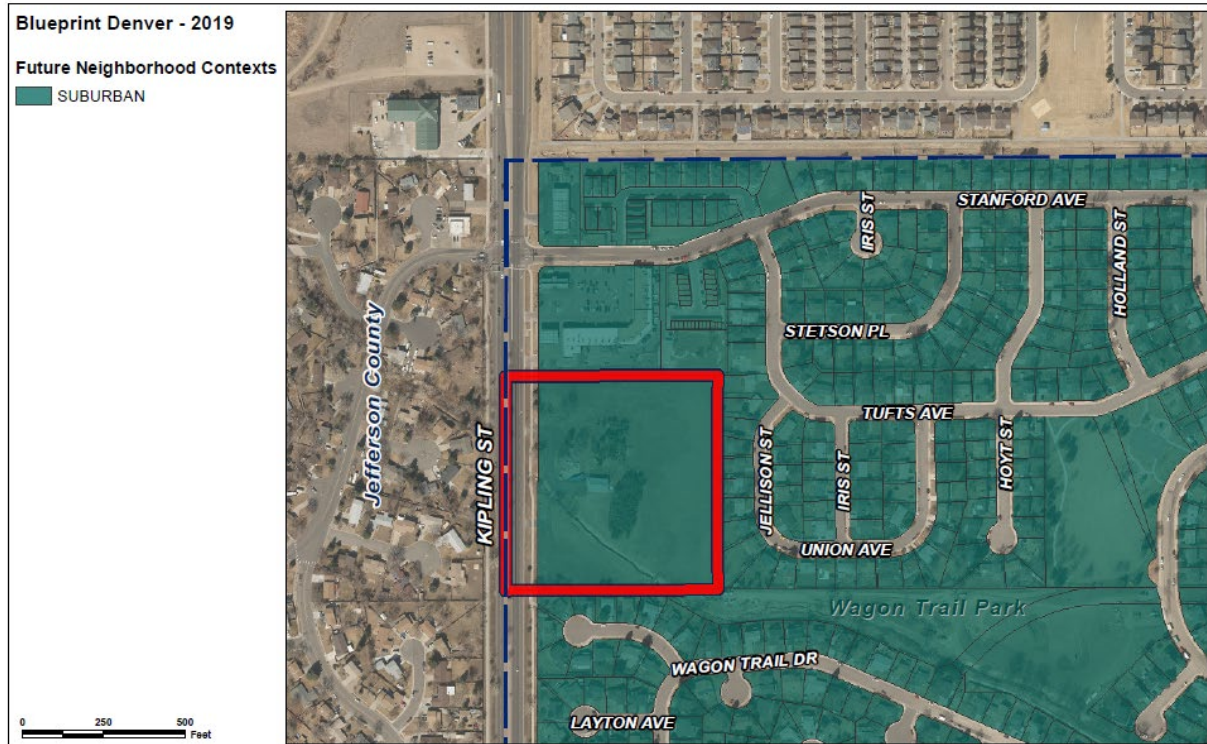 Blueprint Denver - 2019
Future Neighborhood Contexts
SUBURBAN
STANFORD AVE
IRIS ST
HOLLAND ST
STETSON PL
Jefferson County
KIPLING ST
TUFTS AVE
JELLISON ST
IRIS ST
HOYT ST
UNION AVE
Wagon Trail Park
WAGON TRAIL DR
LAYTON AVE
0 250 500
Feet